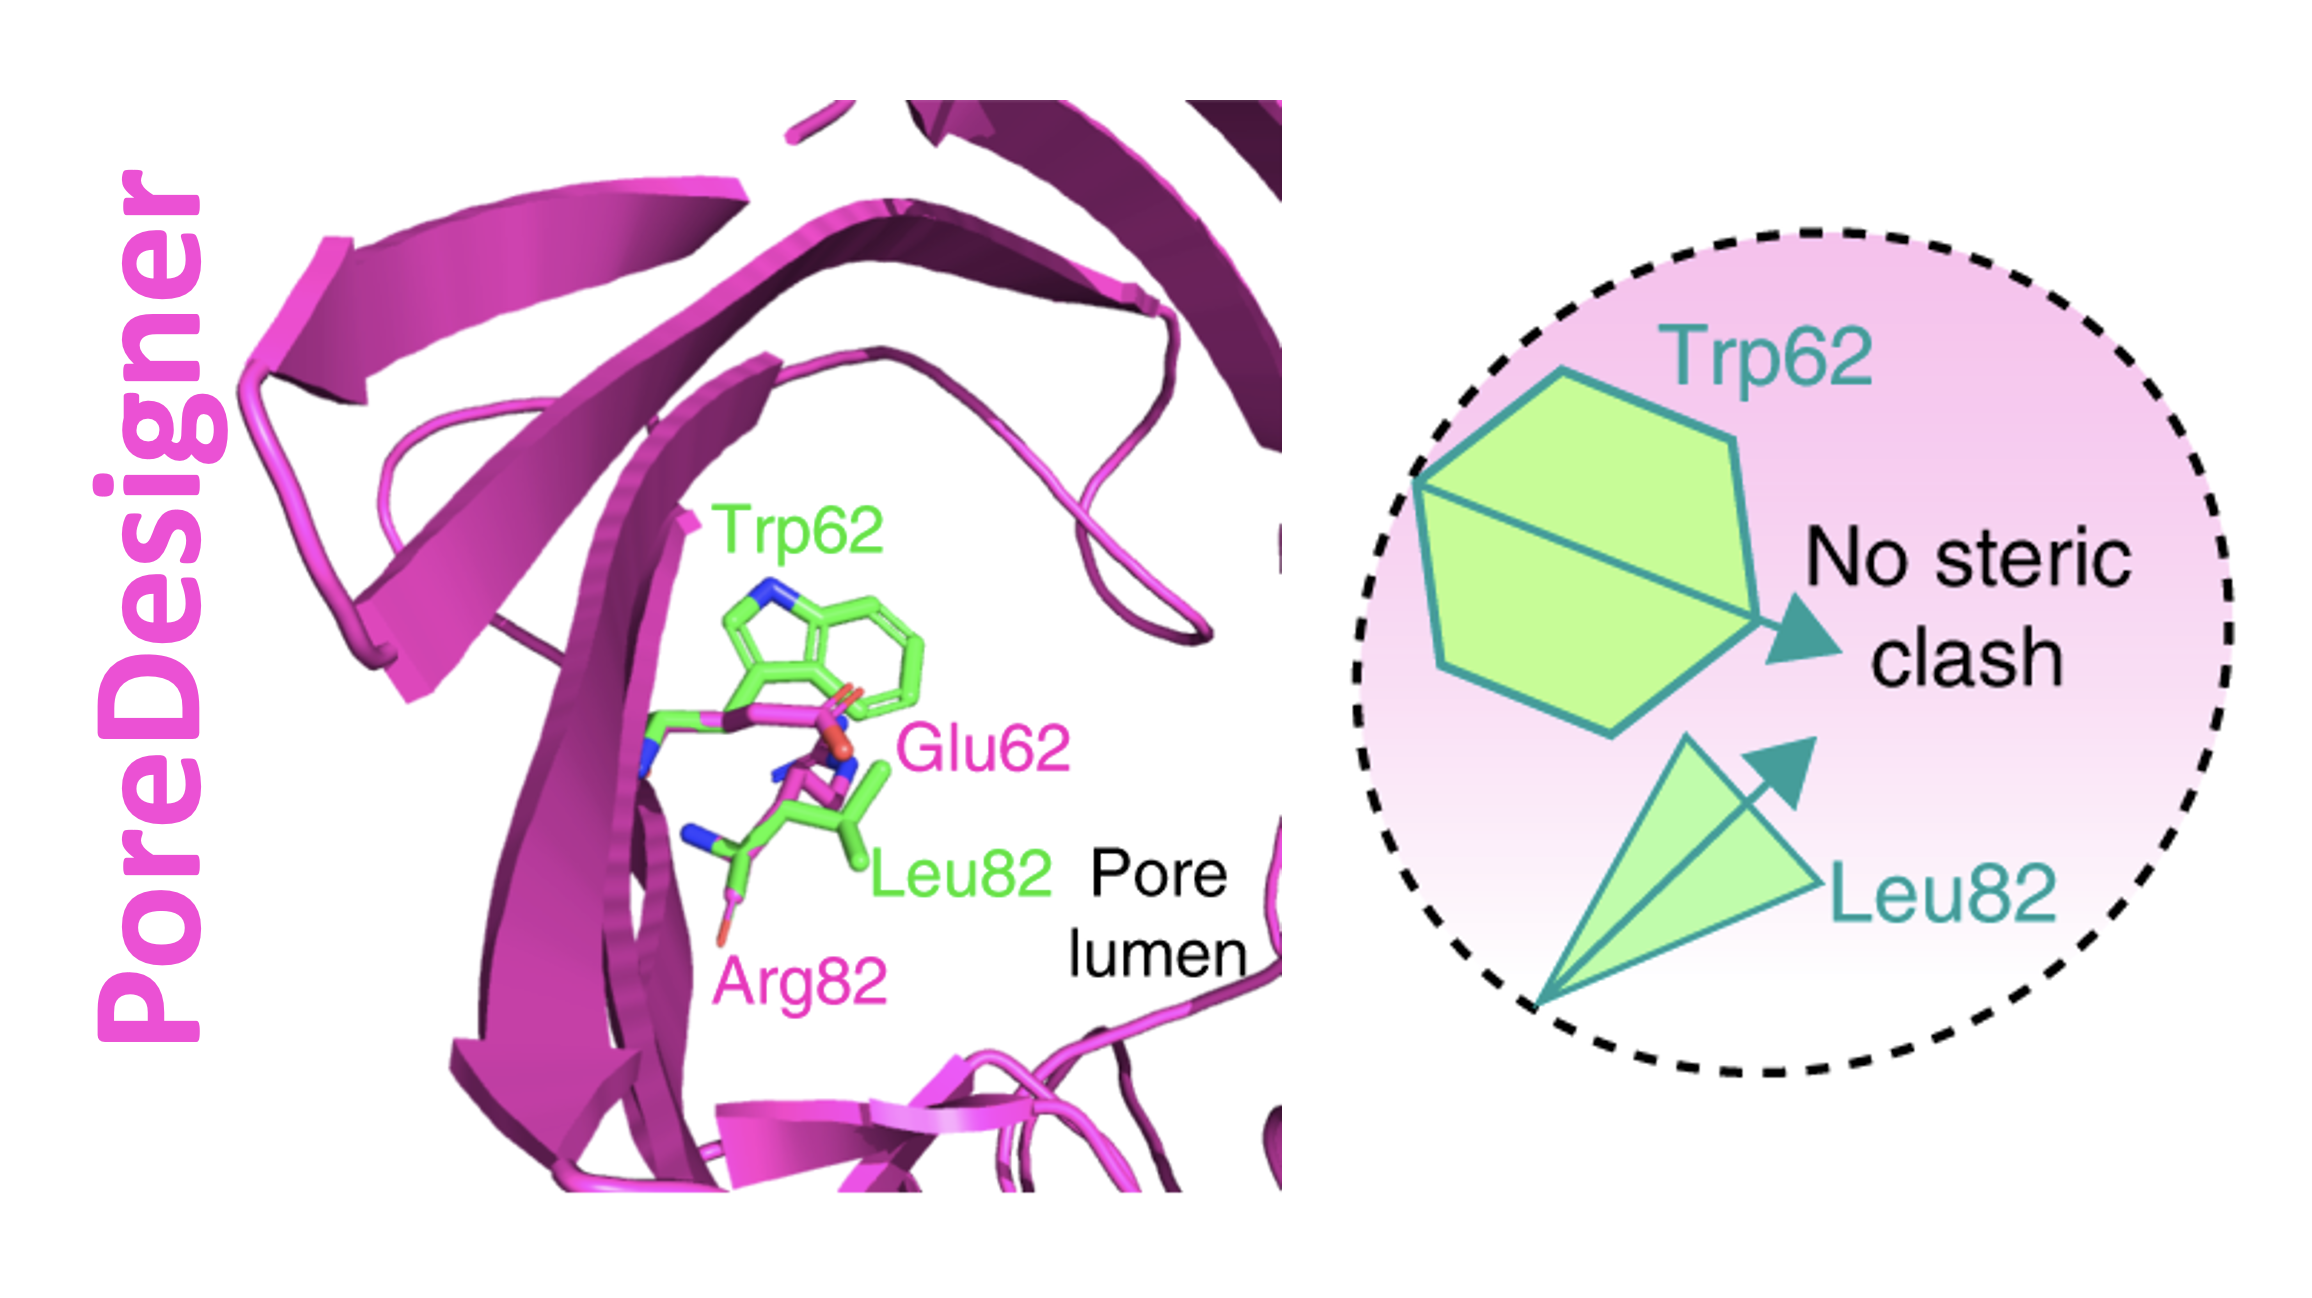 PoreDesigner
Trp62
Glu62
Leu82
Arg82
Pore
lumen
Trp62
No steric
clash
Leu82